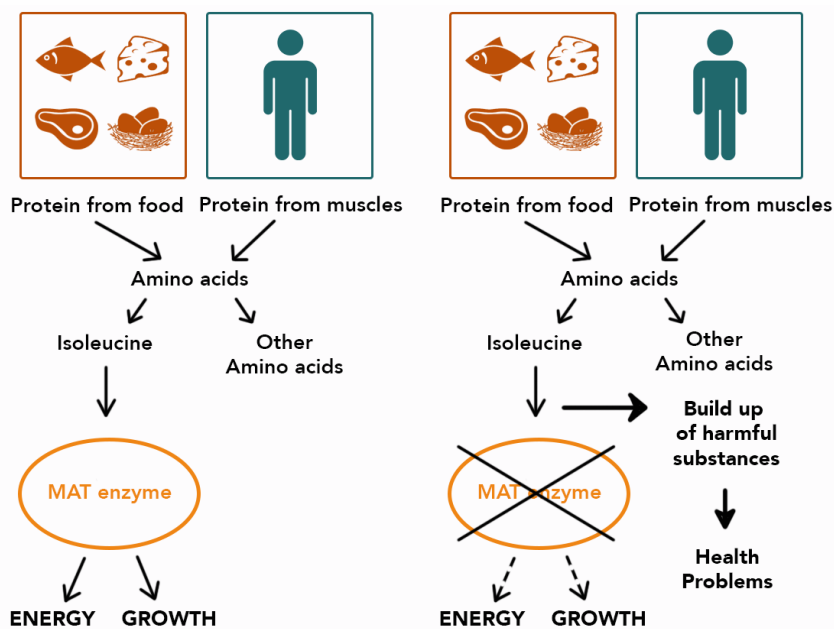 Protein from food
Protein from muscles
Amino acids
Isoleucine
Other
Amino acids
MAT enzyme
ENERGY
GROWTH
Protein from food
Protein from muscles
Amino acids
Isoleucine
Other
Amino acids
Build up
of harmful
substances
MAT enzyme
Health
Problems
ENERGY
GROWTH